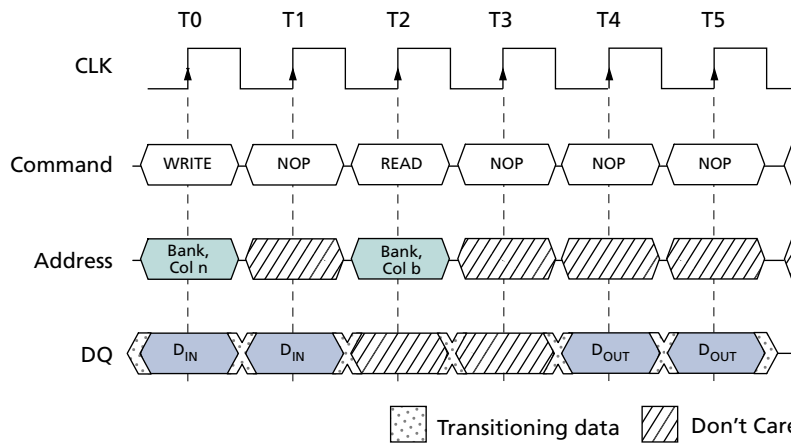 T0 T1 T2 T3 T4 T5
CLK
Command WRITE NOP READ NOP NOP NOP
Address Bank, Col n Bank, Col b
DQ DIN DIN DOUT DOUT
Transitioning data Don't Care